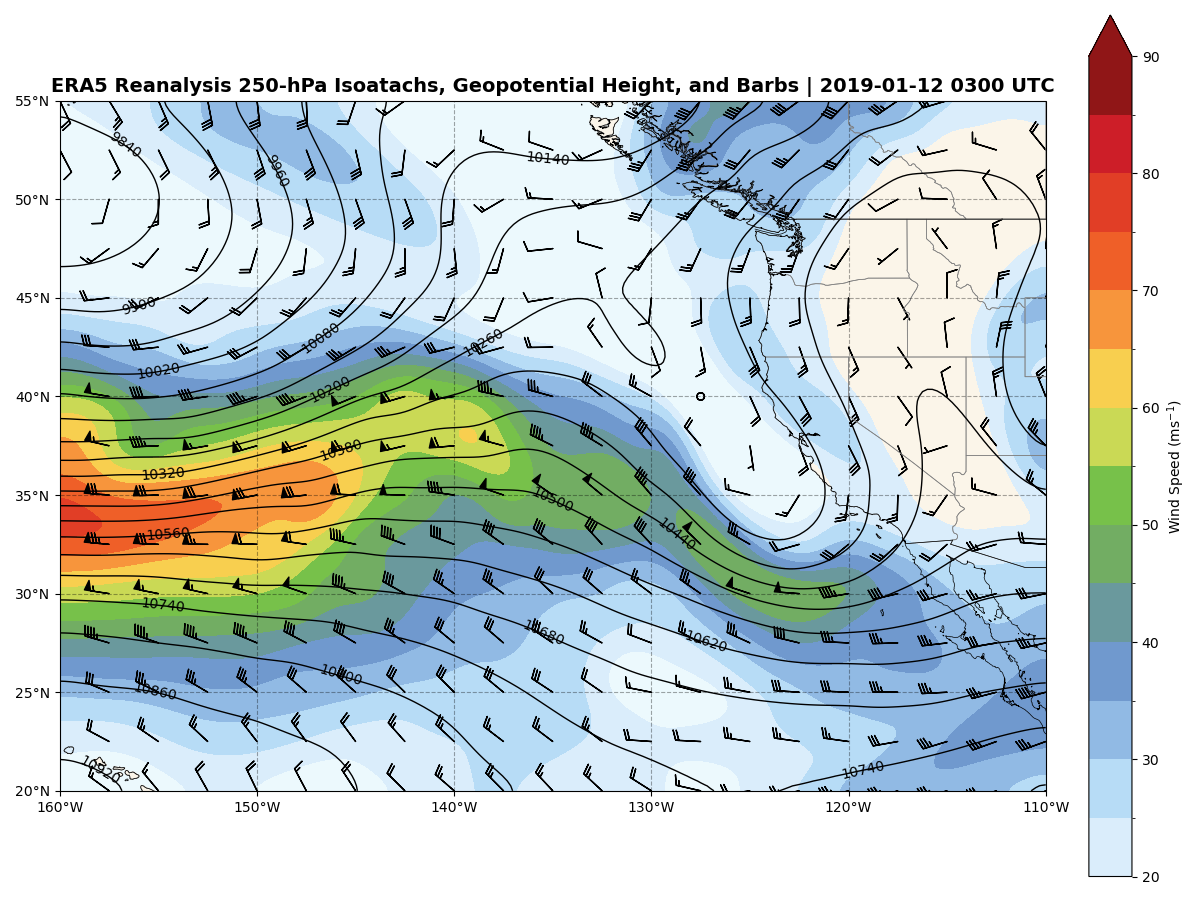 ERA5 Reanalysis 250-hPa Isoatachs, Geopotential Height, and Barbs | 2019-01-12 0300 UTC
90
80
70
60
50
40
30
20
Wind Speed (ms⁻¹)
55°N
50°N
45°N
40°N
35°N
30°N
25°N
20°N
160°W
150°W
140°W
130°W
120°W
110°W
9840
9960
10140
9900
10080
10260
10020
10200
10380
10320
10500
10440
10560
10740
10680
10620
10800
10860
10920
10740